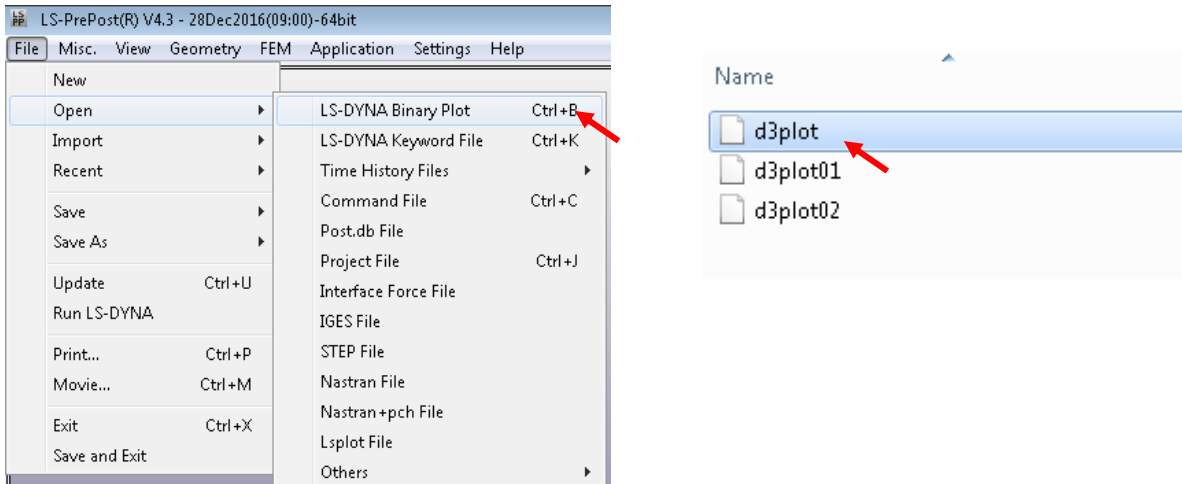 LS-PrePost(R) V4.3 - 28Dec2016(09:00)-64bit
File Misc. View Geometry FEM Application Settings Help
New
Open
Import
Recent
Save
Save As
Update Ctrl+U
Run LS-DYNA
Print... Ctrl+P
Movie... Ctrl+M
Exit Ctrl+X
Save and Exit
LS-DYNA Binary Plot Ctrl+B
LS-DYNA Keyword File Ctrl+K
Time History Files
Command File Ctrl+C
Post.db File
Project File Ctrl+J
Interface Force File
IGES File
STEP File
Nastran File
Nastran+pch File
Lsplot File
Others
Name
d3plot
d3plot01
d3plot02